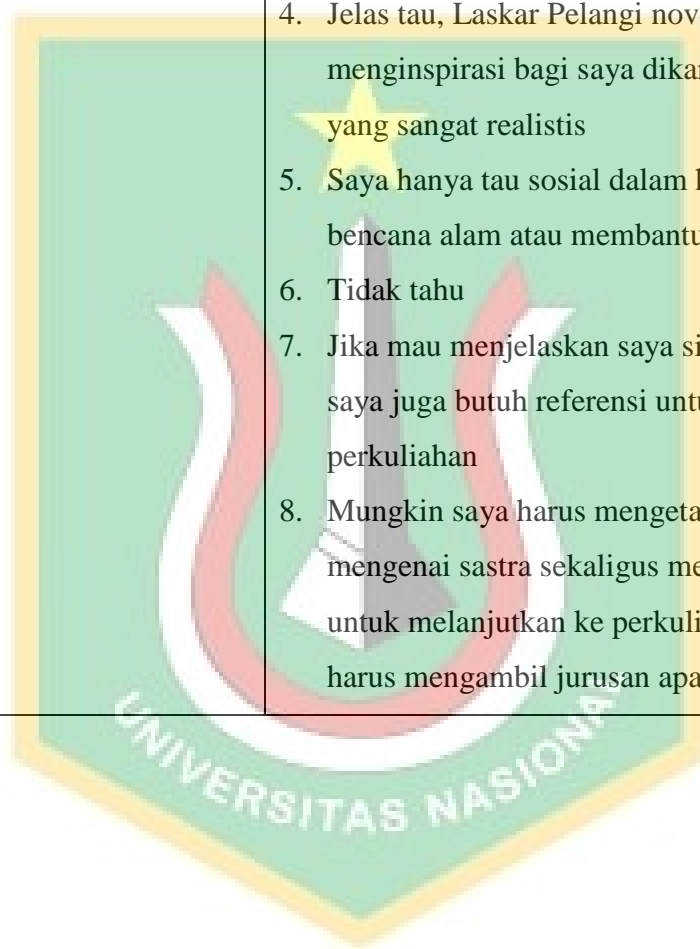 4. Jelas tau, Laskar Pelangi nov
menginspirasi bagi saya dikar
yang sangat realistis
5. Saya hanya tau sosial dalam
bencana alam atau membantu
6. Tidak tahu
7. Jika mau menjelaskan saya si
saya juga butuh referensi untu
perkuliahan
8. Mungkin saya harus mengeta
mengenai sastra sekaligus me
untuk melanjutkan ke perkuli
harus mengambil jurusan apa
UNIVERSITAS NASIONAL